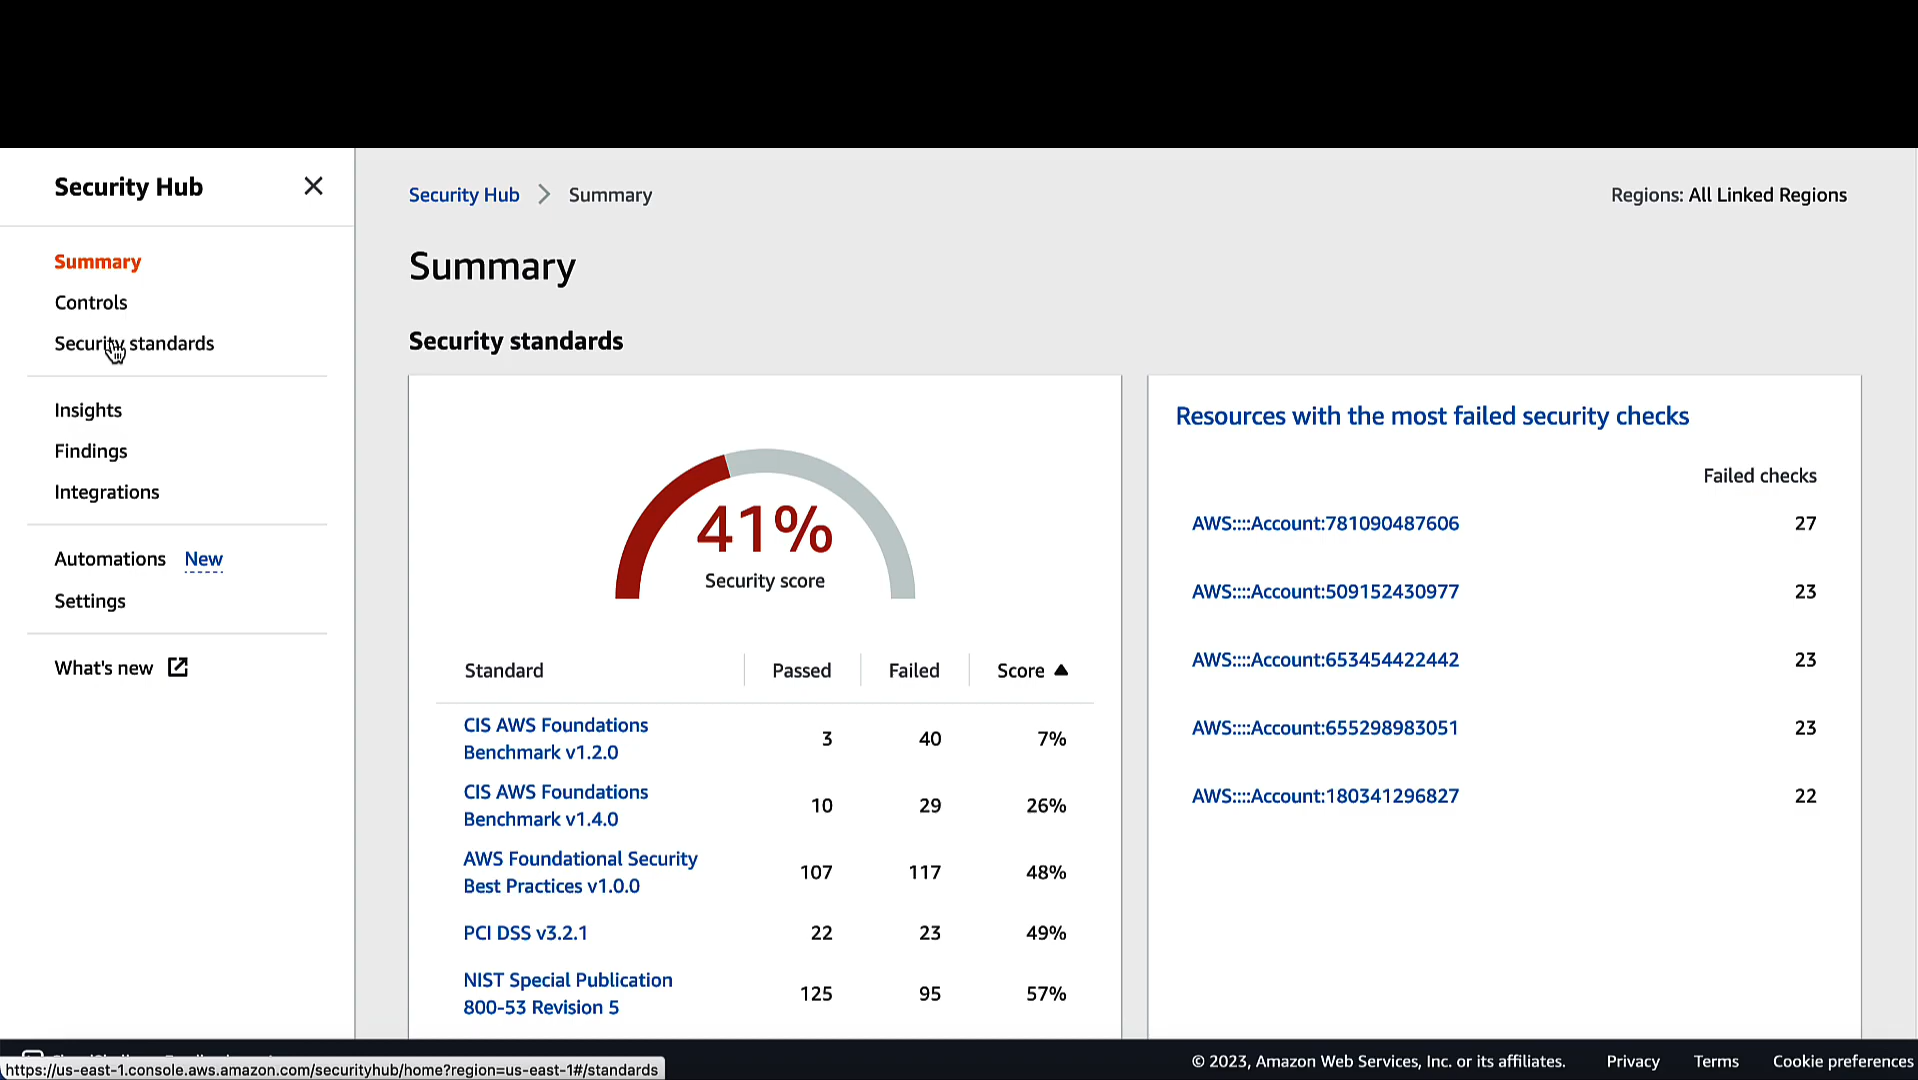 Security Hub
Summary
Controls
Security standards
Insights
Findings
Integrations
Automations New
Settings
What's new
Security Hub Summary
Regions: All Linked Regions
Summary
Security standards
41%
Security score
Standard Passed Failed Score
CIS AWS Foundations
Benchmark v1.2.0 3 40 7%
CIS AWS Foundations
Benchmark v1.4.0 10 29 26%
AWS Foundational Security
Best Practices v1.0.0 107 117 48%
PCI DSS v3.2.1 22 23 49%
NIST Special Publication
800-53 Revision 5 125 95 57%
Resources with the most failed security checks
Failed checks
AWS::::Account:781090487606 27
AWS::::Account:509152430977 23
AWS::::Account:653454422442 23
AWS::::Account:655298983051 23
AWS::::Account:180341296827 22
https://us-east-1.console.aws.amazon.com/securityhub/home?region=us-east-1#/standards
© 2023, Amazon Web Services, Inc. or its affiliates. Privacy Terms Cookie preferences